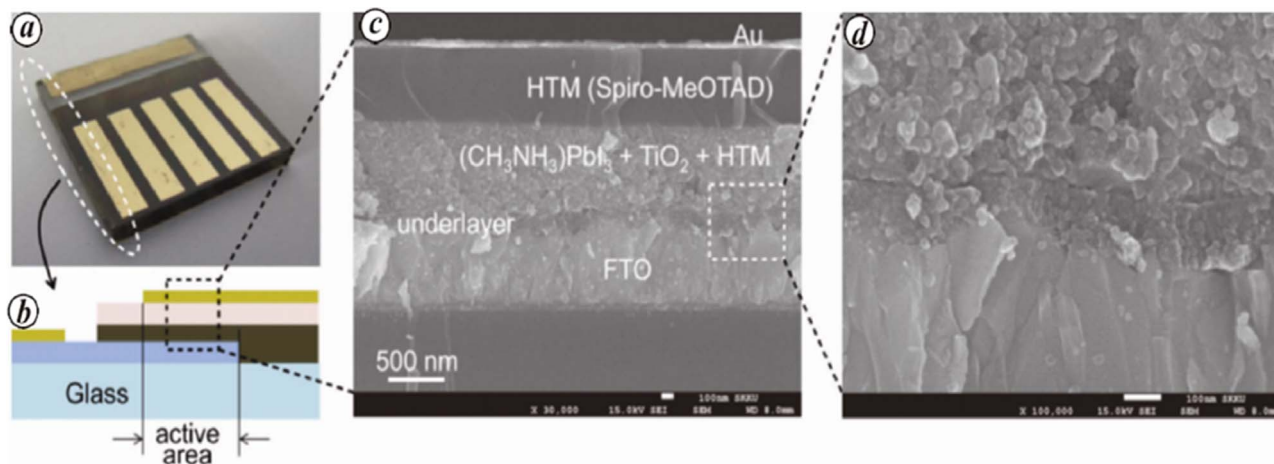 a
b
Glass
active
area
c
Au
HTM (Spiro-MeOTAD)
(CH₃NH₃)PbI₃ + TiO₂ + HTM
underlayer
FTO
500 nm
100nm SKKU
X 30,000 15.0kV SEI SEM WD 8.0mm
d
100nm SKKU
X 100,000 15.0kV SEI SEM WD 8.0m